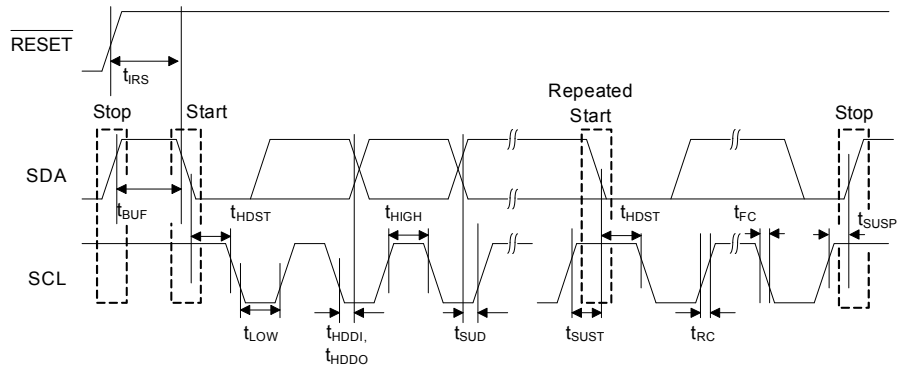 RESET
tIRS
Repeated
Start
Stop
Start
Stop
SDA
tBUF
tHDST
tHIGH
tHDST
tFC
tSUSP
SCL
tLOW
tHDDI,
tHDDO
tSUD
tSUST
tRC